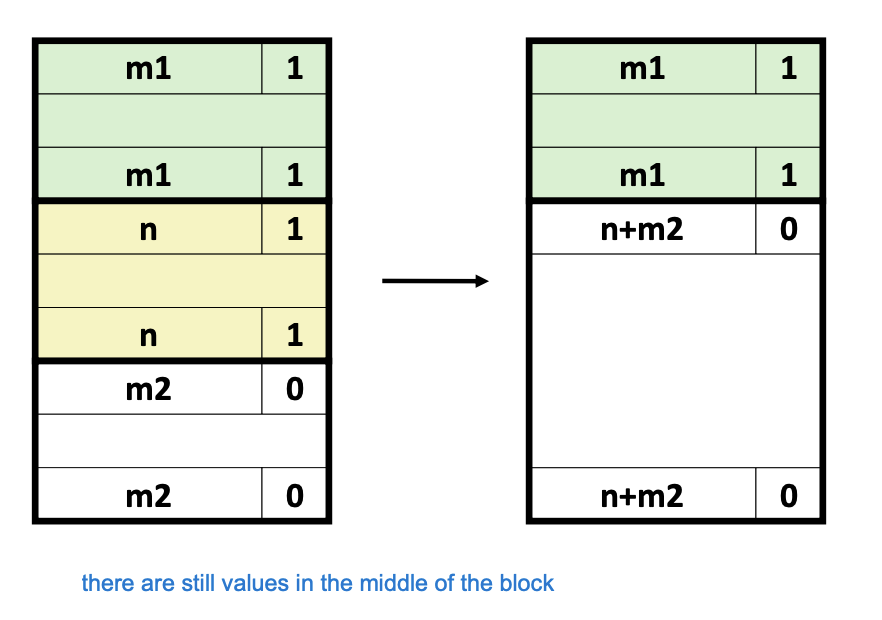 m1 1
m1 1
n 1
n 1
m2 0
m2 0
m1 1
m1 1
n+m2 0
n+m2 0
there are still values in the middle of the block